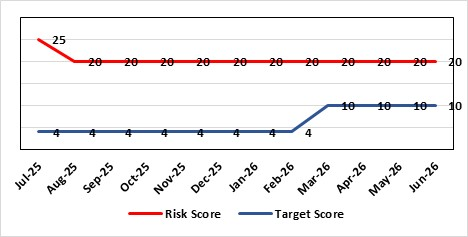 25
20 20 20 20 20 20 20 20 20 20 20
10 10 10 10
4 4 4 4 4 4 4 4
Jul-25 Aug-25 Sep-25 Oct-25 Nov-25 Dec-25 Jan-26 Feb-26 Mar-26 Apr-26 May-26 Jun-26
Risk Score Target Score